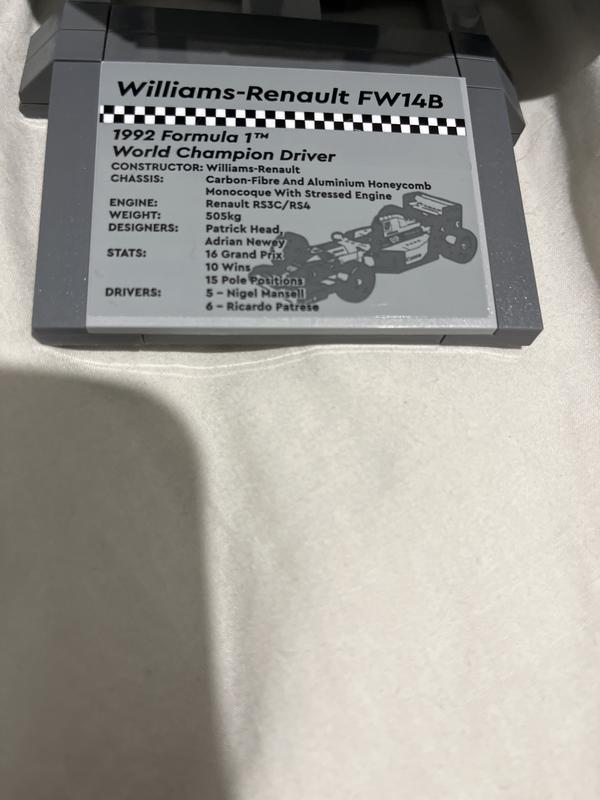 Williams-Renault FW14B
1992 Formula 1™
World Champion Driver
CONSTRUCTOR: Williams-Renault
CHASSIS: Carbon-Fibre And Aluminium Honeycomb
Monocoque With Stressed Engine
ENGINE: Renault RS3C/RS4
WEIGHT: 505kg
DESIGNERS: Patrick Head,
Adrian Newey
STATS: 16 Grand Prix
10 Wins
15 Pole Positions
DRIVERS: 5 – Nigel Mansell
6 – Ricardo Patrese